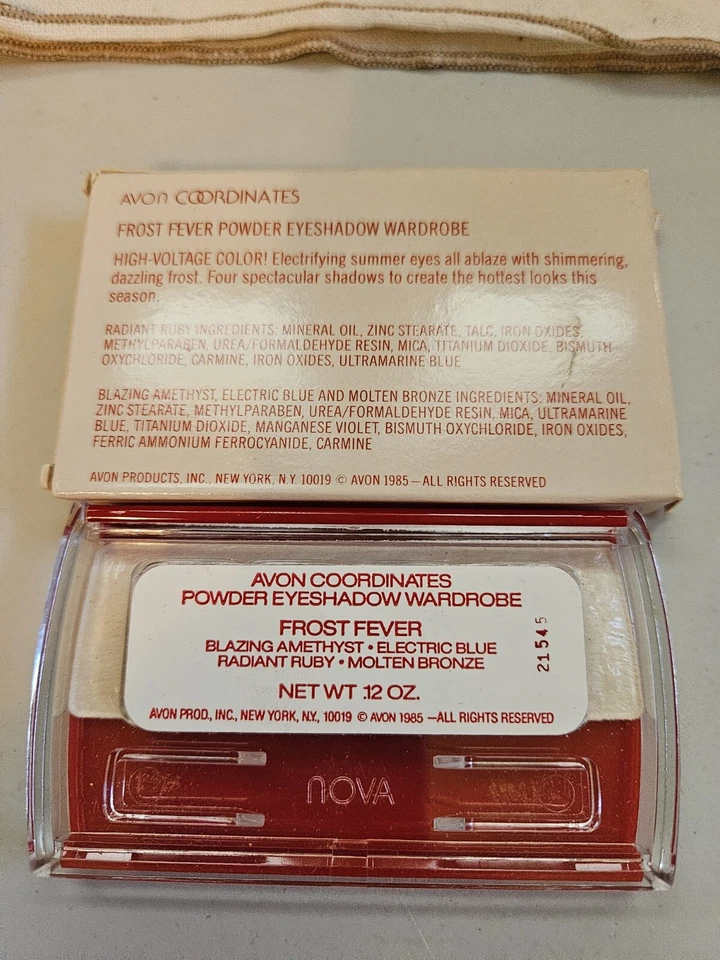 AVON COORDINATES
FROST FEVER POWDER EYESHADOW WARDROBE
HIGH-VOLTAGE COLOR! Electrifying summer eyes all ablaze with shimmering,
dazzling frost. Four spectacular shadows to create the hottest looks this
season.
RADIANT RUBY INGREDIENTS: MINERAL OIL, ZINC STEARATE, TALC, IRON OXIDES,
METHYLPARABEN, UREA/FORMALDEHYDE RESIN, MICA, TITANIUM DIOXIDE, BISMUTH
OXYCHLORIDE, CARMINE, IRON OXIDES, ULTRAMARINE BLUE
BLAZING AMETHYST, ELECTRIC BLUE AND MOLTEN BRONZE INGREDIENTS: MINERAL OIL,
ZINC STEARATE, METHYLPARABEN, UREA/FORMALDEHYDE RESIN, MICA, ULTRAMARINE
BLUE, TITANIUM DIOXIDE, MANGANESE VIOLET, BISMUTH OXYCHLORIDE, IRON OXIDES,
FERRIC AMMONIUM FERROCYANIDE, CARMINE
AVON PRODUCTS, INC., NEW YORK, N.Y. 10019 © AVON 1985 — ALL RIGHTS RESERVED
AVON COORDINATES
POWDER EYESHADOW WARDROBE
FROST FEVER
BLAZING AMETHYST • ELECTRIC BLUE
RADIANT RUBY • MOLTEN BRONZE
NET WT .12 OZ.
AVON PROD., INC., NEW YORK, N.Y., 10019 © AVON 1985 —ALL RIGHTS RESERVED
21545
NOVA